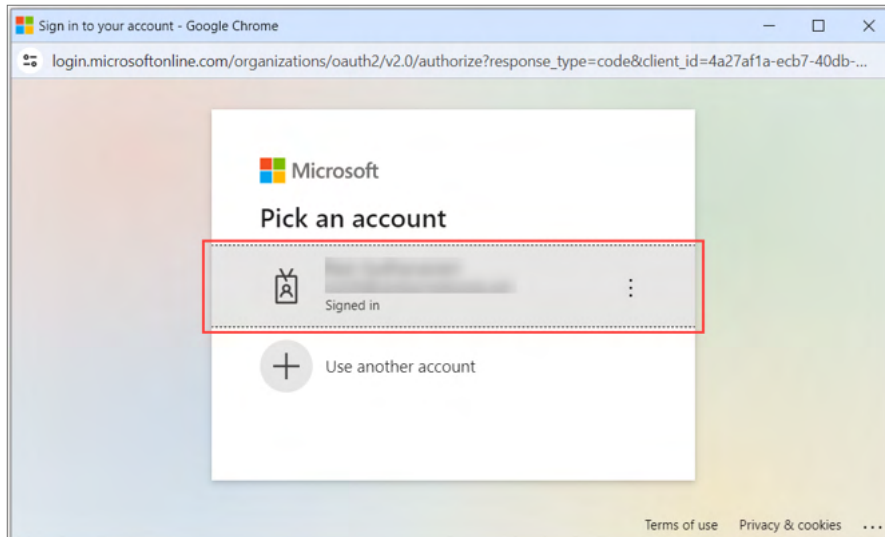 Sign in to your account - Google Chrome
login.microsoftonline.com/organizations/oauth2/v2.0/authorize?response_type=code&client_id=4a27af1a-ecb7-40db-...
Microsoft
Pick an account
Signed in
Use another account
Terms of use Privacy & cookies ...